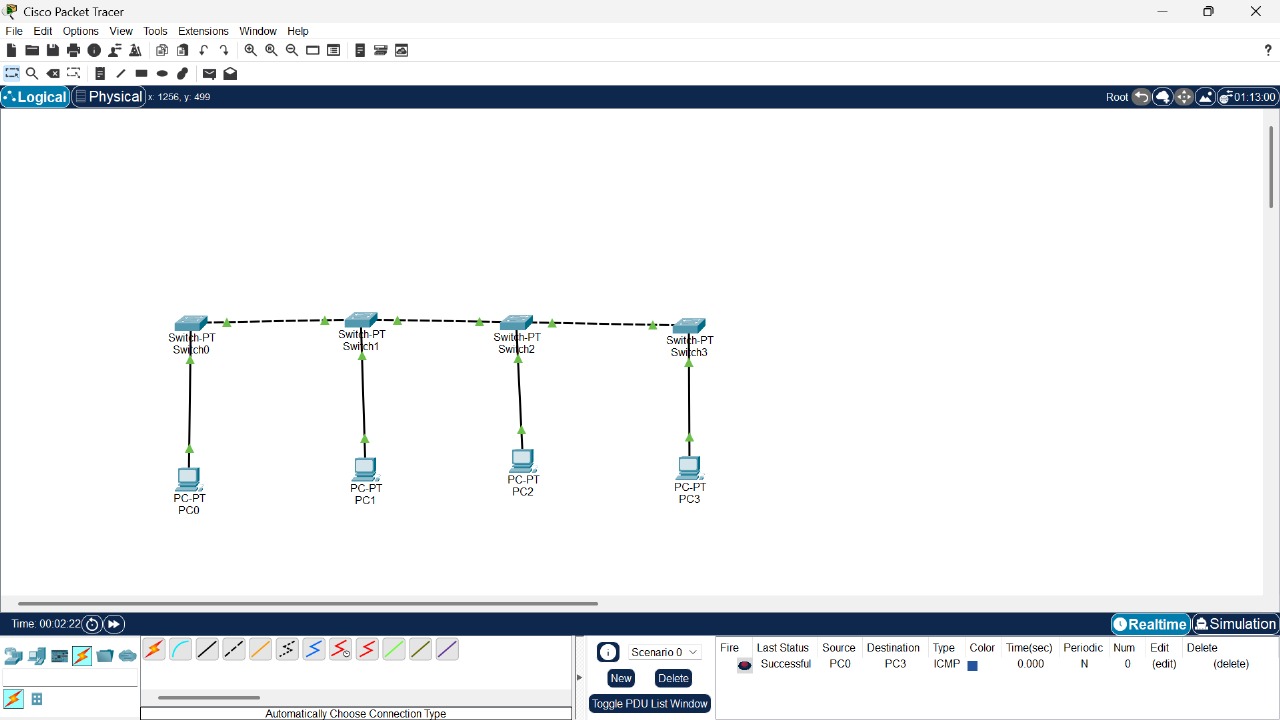 Cisco Packet Tracer
File Edit Options View Tools Extensions Window Help
?
Logical Physical x: 1256, y: 499 Root 01:13:00
Switch-PT
Switch0
Switch-PT
Switch1
Switch-PT
Switch2
Switch-PT
Switch3
PC-PT
PC0
PC-PT
PC1
PC-PT
PC2
PC-PT
PC3
Time: 00:02:22 Realtime Simulation
Scenario 0
New Delete
Toggle PDU List Window
Automatically Choose Connection Type
Fire Last Status Source Destination Type Color Time(sec) Periodic Num Edit Delete
Successful PC0 PC3 ICMP 0.000 N 0 (edit) (delete)